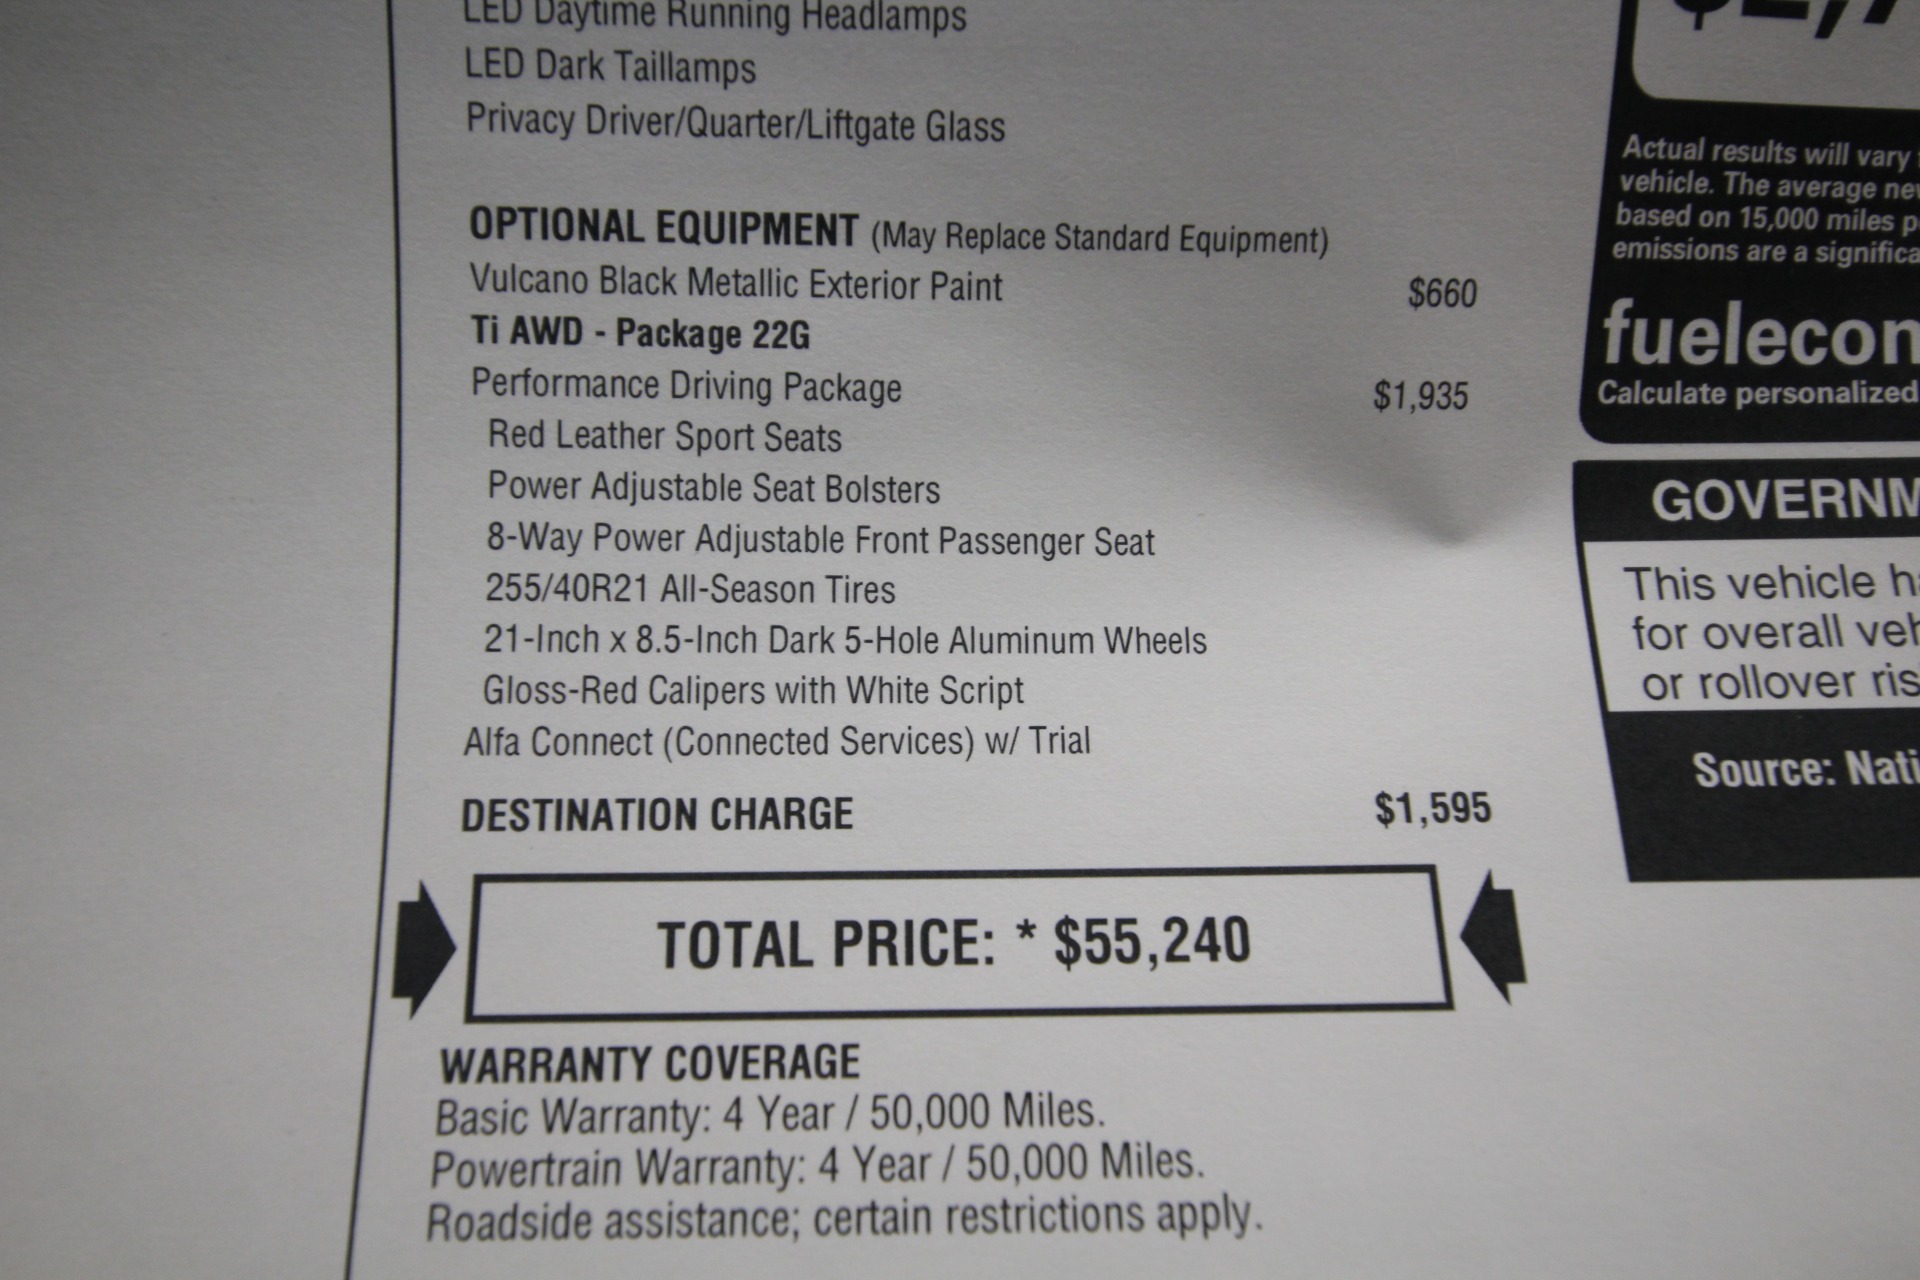 LED Daytime Running Headlamps
LED Dark Taillamps
Privacy Driver/Quarter/Liftgate Glass
OPTIONAL EQUIPMENT (May Replace Standard Equipment)
Vulcano Black Metallic Exterior Paint $660
Ti AWD - Package 22G
Performance Driving Package $1,935
Red Leather Sport Seats
Power Adjustable Seat Bolsters
8-Way Power Adjustable Front Passenger Seat
255/40R21 All-Season Tires
21-Inch x 8.5-Inch Dark 5-Hole Aluminum Wheels
Gloss-Red Calipers with White Script
Alfa Connect (Connected Services) w/ Trial
DESTINATION CHARGE $1,595
TOTAL PRICE: * $55,240
WARRANTY COVERAGE
Basic Warranty: 4 Year / 50,000 Miles.
Powertrain Warranty: 4 Year / 50,000 Miles.
Roadside assistance; certain restrictions apply.
Actual results will vary
vehicle. The average
based on 15,000 miles
emissions are a
fuelecon
Calculate personalized
GOVERNM
This vehicle
for overall
or rollover
Source: